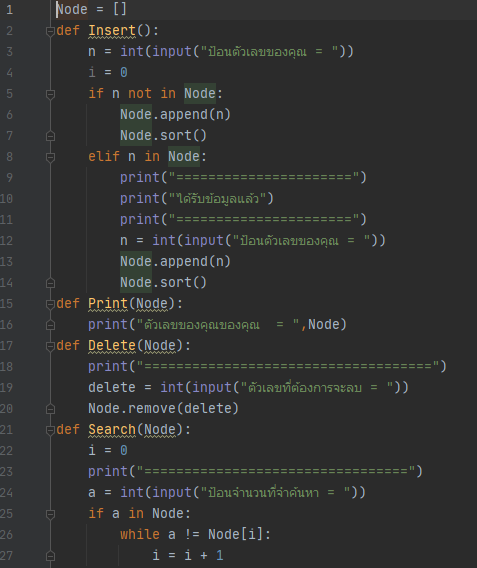 1 Node = []
2 def Insert():
3     n = int(input("ป้อนตัวเลขของคุณ = "))
4     i = 0
5     if n not in Node:
6         Node.append(n)
7         Node.sort()
8     elif n in Node:
9         print("======================")
10         print("ได้รับข้อมูลแล้ว")
11         print("======================")
12         n = int(input("ป้อนตัวเลขของคุณ = "))
13         Node.append(n)
14         Node.sort()
15 def Print(Node):
16     print("ตัวเลขของคุณของคุณ  = ",Node)
17 def Delete(Node):
18     print("====================================")
19     delete = int(input("ตัวเลขที่ต้องการจะลบ = "))
20     Node.remove(delete)
21 def Search(Node):
22     i = 0
23     print("=================================")
24     a = int(input("ป้อนจำนวนที่จำค้นหา = "))
25     if a in Node:
26         while a != Node[i]:
27             i = i + 1